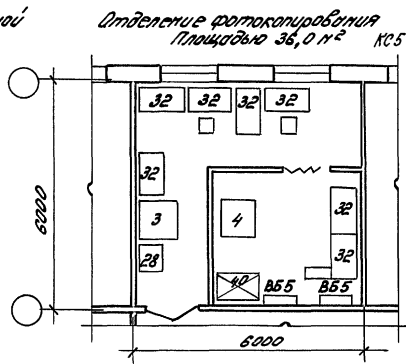 ной
Отделение фотокопирования
Площадью 36,0 м² КС5
32 32 32 32
32
3 4 32
28 32
40 ВБ5 ВБ5
6000
6000